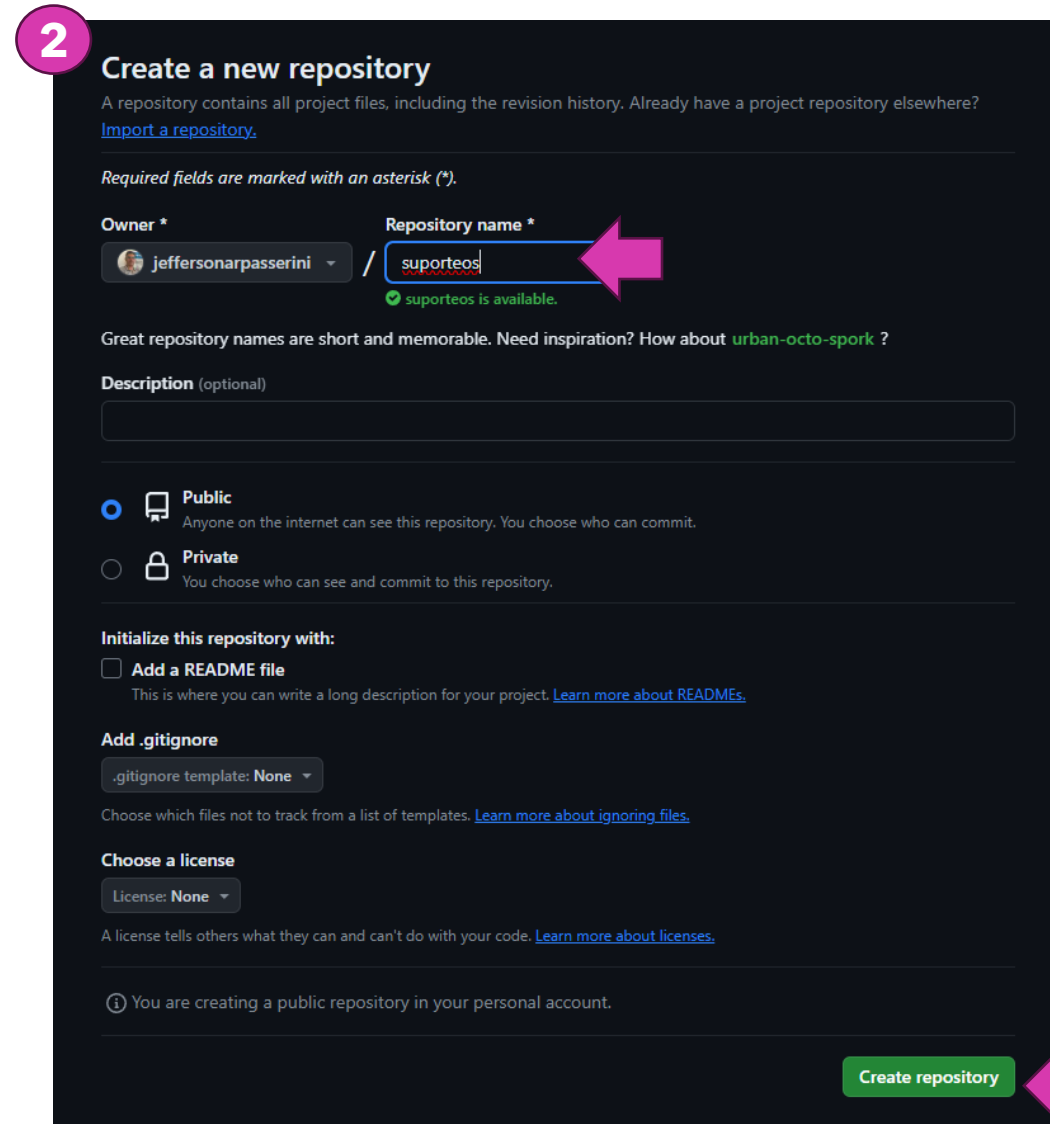 2
Create a new repository
A repository contains all project files, including the revision history. Already have a project repository elsewhere?
Import a repository.
Required fields are marked with an asterisk (*).
Owner * Repository name *
jeffersonarpasserini / suporteos
suporteos is available.
Great repository names are short and memorable. Need inspiration? How about urban-octo-spork ?
Description (optional)
Public
Anyone on the internet can see this repository. You choose who can commit.
Private
You choose who can see and commit to this repository.
Initialize this repository with:
Add a README file
This is where you can write a long description for your project. Learn more about READMEs.
Add .gitignore
.gitignore template: None
Choose which files not to track from a list of templates. Learn more about ignoring files.
Choose a license
License: None
A license tells others what they can and can't do with your code. Learn more about licenses.
You are creating a public repository in your personal account.
Create repository